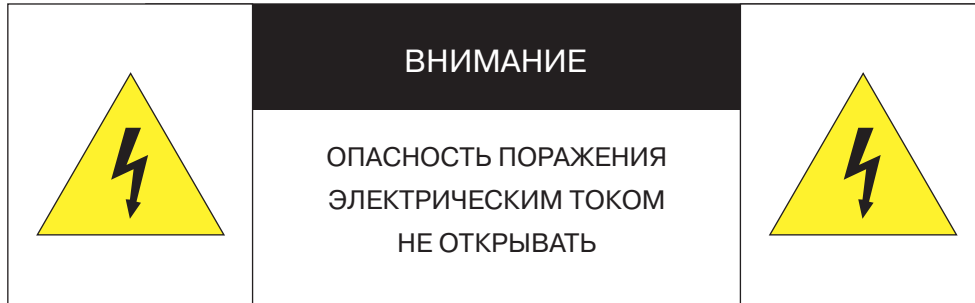 ВНИМАНИЕ
ОПАСНОСТЬ ПОРАЖЕНИЯ
ЭЛЕКТРИЧЕСКИМ ТОКОМ
НЕ ОТКРЫВАТЬ